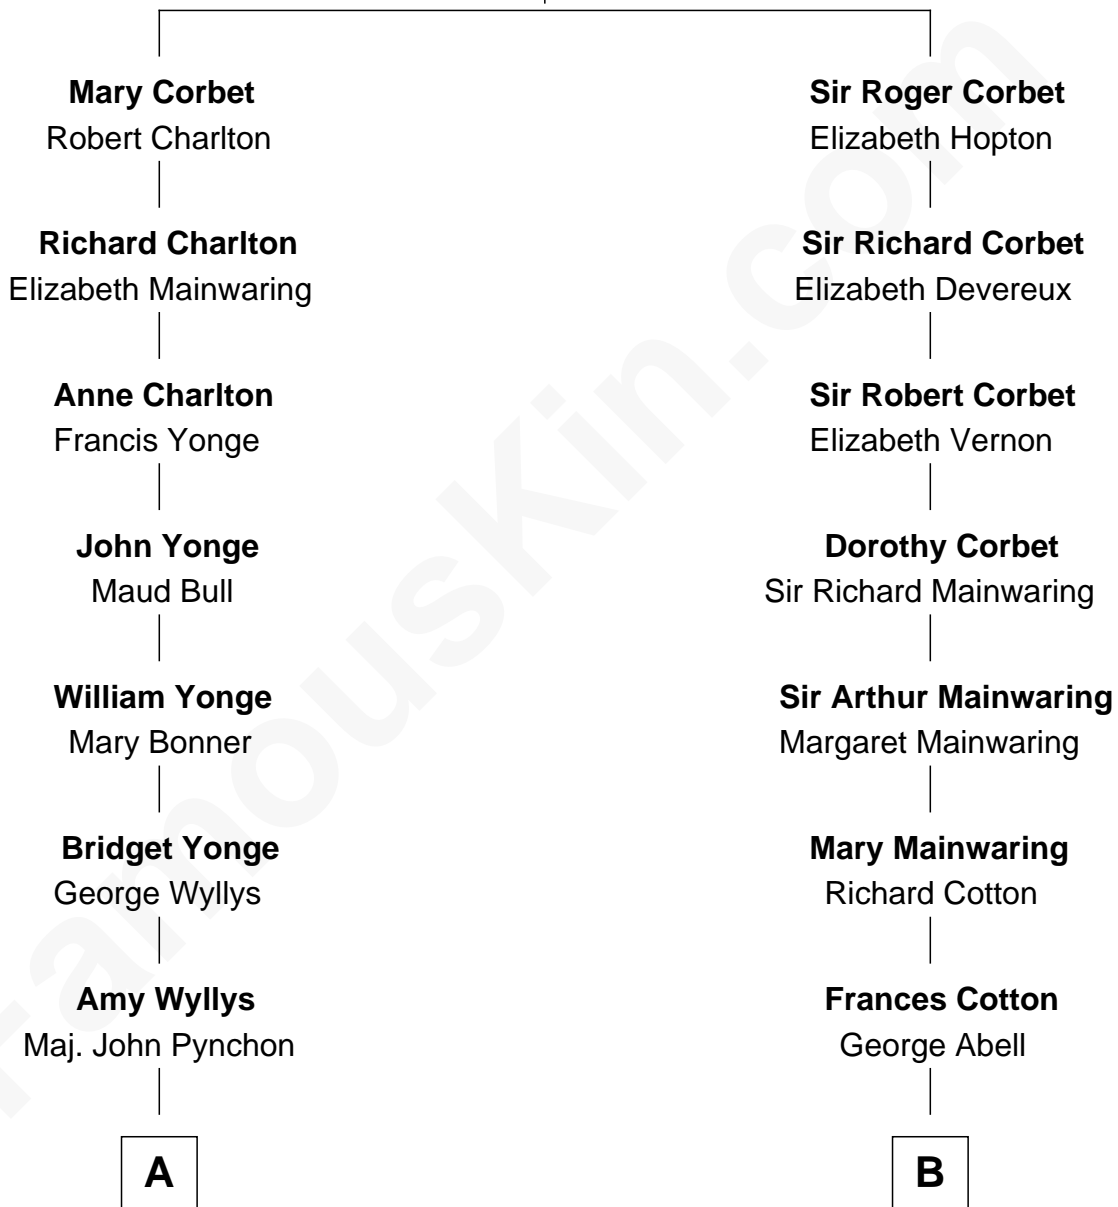 Mary Corbet
Robert Charlton
Richard Charlton
Elizabeth Mainwaring
Anne Charlton
Francis Yonge
John Yonge
Maud Bull
William Yonge
Mary Bonner
Bridget Yonge
George Wyllys
Amy Wyllys
Maj. John Pynchon
A
Sir Roger Corbet
Elizabeth Hopton
Sir Richard Corbet
Elizabeth Devereux
Sir Robert Corbet
Elizabeth Vernon
Dorothy Corbet
Sir Richard Mainwaring
Sir Arthur Mainwaring
Margaret Mainwaring
Mary Mainwaring
Richard Cotton
Frances Cotton
George Abell
B
FamousKin.com